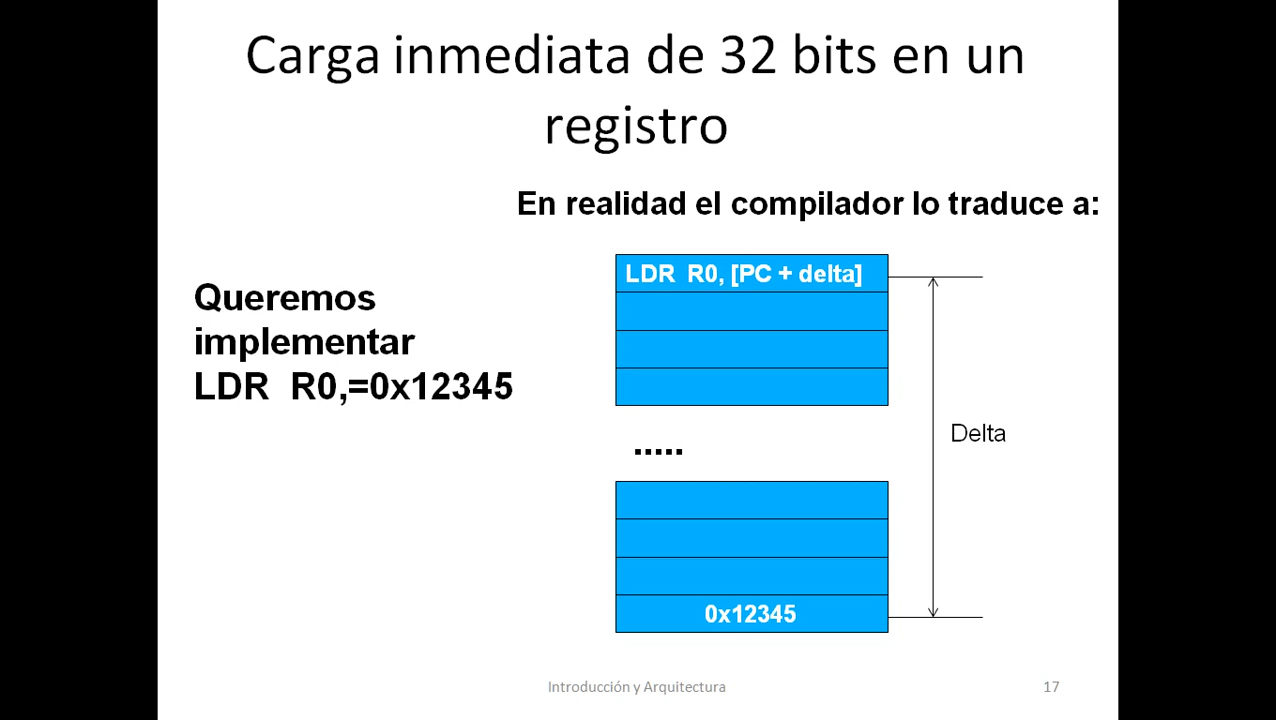 Carga inmediata de 32 bits en un
registro
En realidad el compilador lo traduce a:
Queremos
implementar
LDR R0,=0x12345
LDR R0, [PC + delta]
.....
Delta
0x12345
Introducción y Arquitectura
17